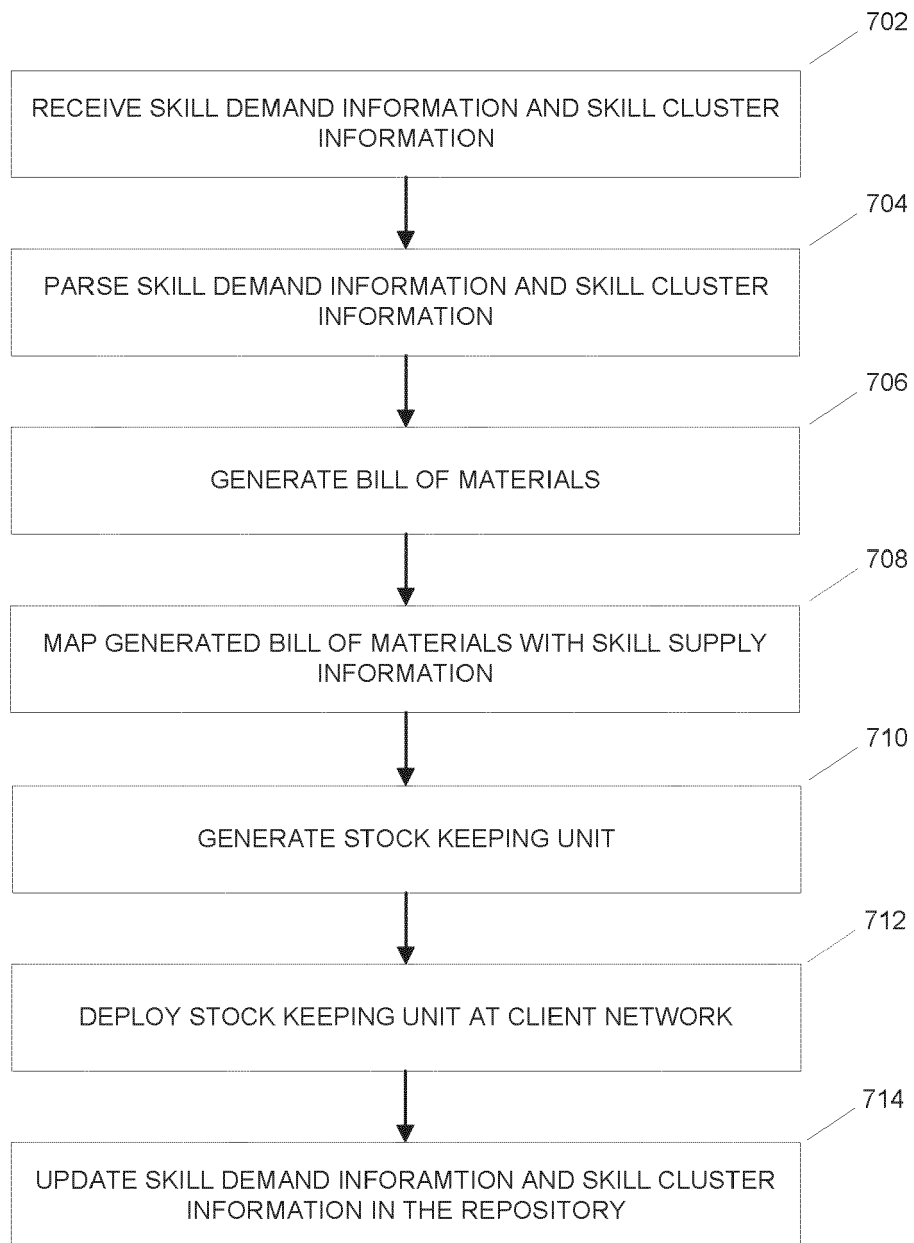 702
RECEIVE SKILL DEMAND INFORMATION AND SKILL CLUSTER
INFORMATION
704
PARSE SKILL DEMAND INFORMATION AND SKILL CLUSTER
INFORMATION
706
GENERATE BILL OF MATERIALS
708
MAP GENERATED BILL OF MATERIALS WITH SKILL SUPPLY
INFORMATION
710
GENERATE STOCK KEEPING UNIT
712
DEPLOY STOCK KEEPING UNIT AT CLIENT NETWORK
714
UPDATE SKILL DEMAND INFORAMTION AND SKILL CLUSTER
INFORMATION IN THE REPOSITORY